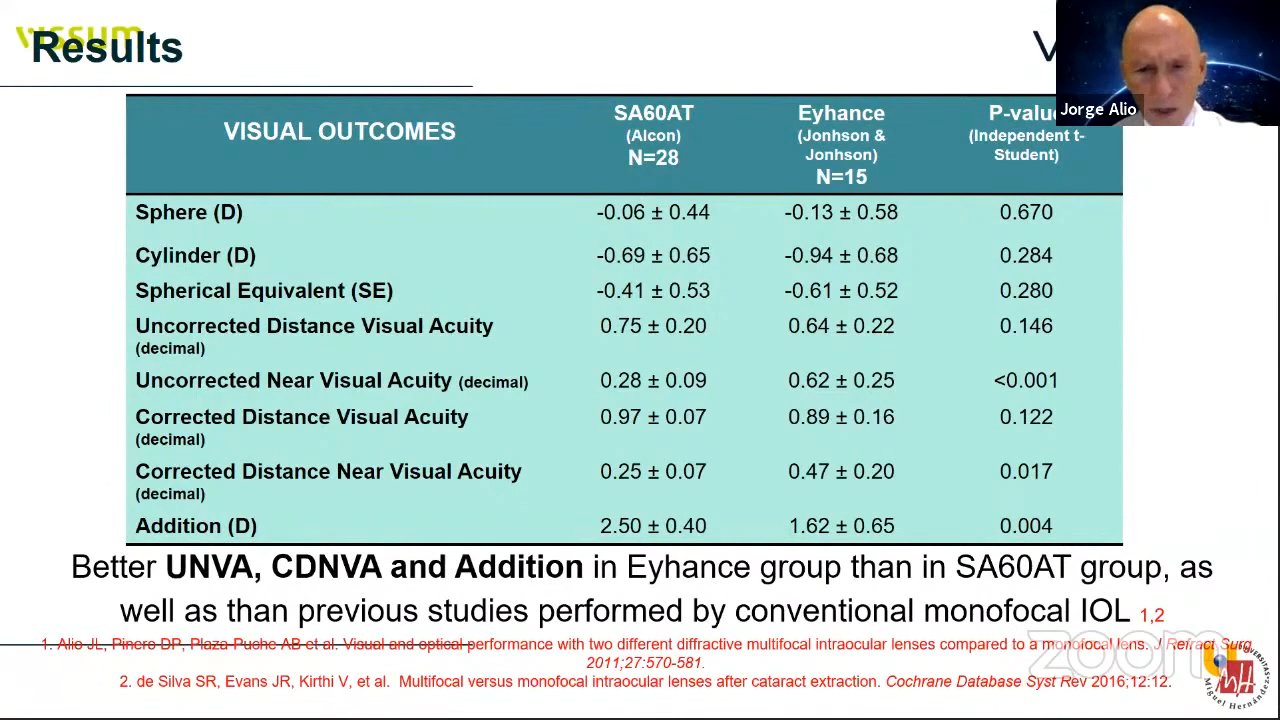 vissum
Results
V
Jorge Alio
VISUAL OUTCOMES
SA60AT
(Alcon)
N=28
Eyhance
(Jonhson &
Jonhson)
N=15
P-valu
(Independent t-
Student)
Sphere (D) -0.06 ± 0.44 -0.13 ± 0.58 0.670
Cylinder (D) -0.69 ± 0.65 -0.94 ± 0.68 0.284
Spherical Equivalent (SE) -0.41 ± 0.53 -0.61 ± 0.52 0.280
Uncorrected Distance Visual Acuity 0.75 ± 0.20 0.64 ± 0.22 0.146
(decimal)
Uncorrected Near Visual Acuity (decimal) 0.28 ± 0.09 0.62 ± 0.25 <0.001
Corrected Distance Visual Acuity 0.97 ± 0.07 0.89 ± 0.16 0.122
(decimal)
Corrected Distance Near Visual Acuity 0.25 ± 0.07 0.47 ± 0.20 0.017
(decimal)
Addition (D) 2.50 ± 0.40 1.62 ± 0.65 0.004
Better UNVA, CDNVA and Addition in Eyhance group than in SA60AT group, as
well as than previous studies performed by conventional monofocal IOL 1,2
1. Alio JL, Pinero DP, Plaza-Puche AB et al. Visual and optical performance with two different diffractive multifocal intraocular lenses compared to a monofocal lens. J Refract Surg
2011;27:570-581.
2. de Silva SR, Evans JR, Kirthi V, et al. Multifocal versus monofocal intraocular lenses after cataract extraction. Cochrane Database Syst Rev 2016;12:12.
zoom
UNIVERSITAS
Miguel Hernández